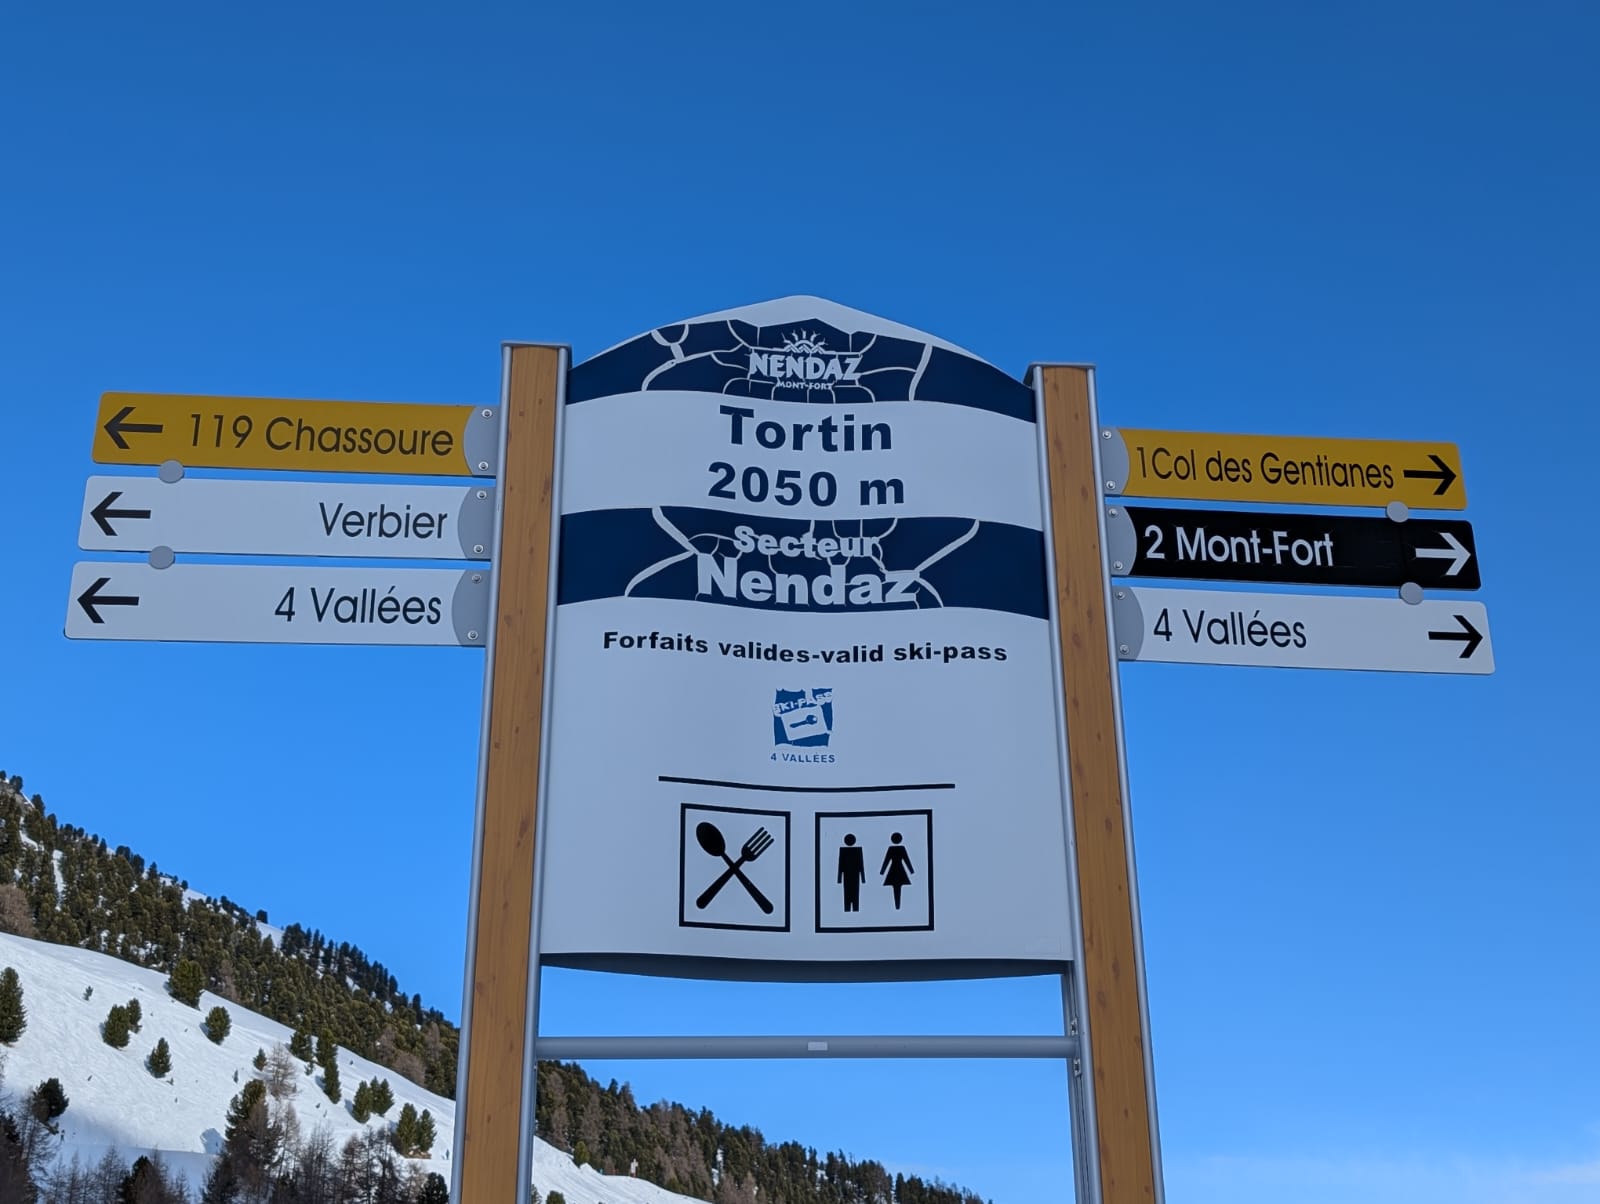 NENDAZ
MONT-FORT
Tortin
2050 m
Secteur
Nendaz
Forfaits valides-valid ski-pass
SKI-PASS
4 VALLÉES
119 Chassoure
Verbier
4 Vallées
1Col des Gentianes
2 Mont-Fort
4 Vallées